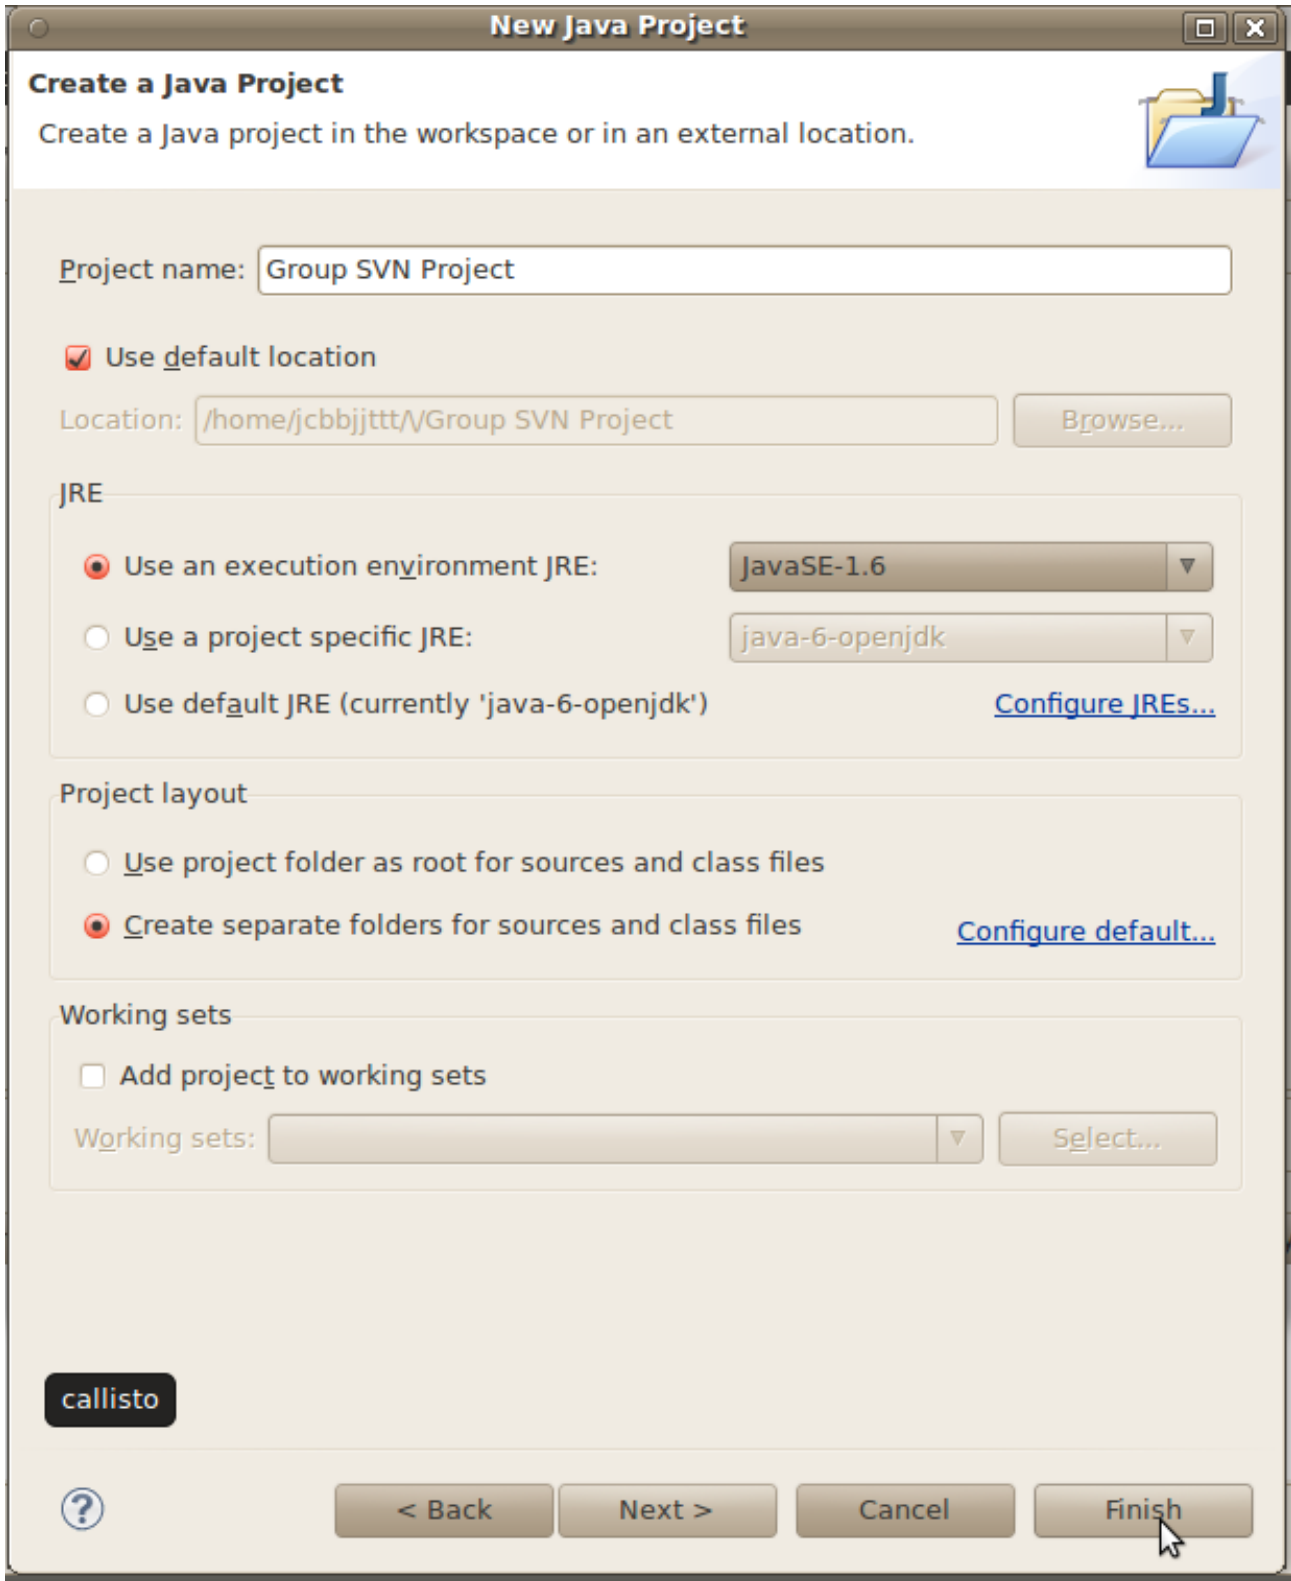 New Java Project
Create a Java Project
Create a Java project in the workspace or in an external location.
Project name: Group SVN Project
Use default location
Location: /home/jcbbjjttt/\/Group SVN Project Browse...
JRE
Use an execution environment JRE: JavaSE-1.6
Use a project specific JRE: java-6-openjdk
Use default JRE (currently 'java-6-openjdk') Configure JREs...
Project layout
Use project folder as root for sources and class files
Create separate folders for sources and class files Configure default...
Working sets
Add project to working sets
Working sets: Select...
callisto
? < Back Next > Cancel Finish